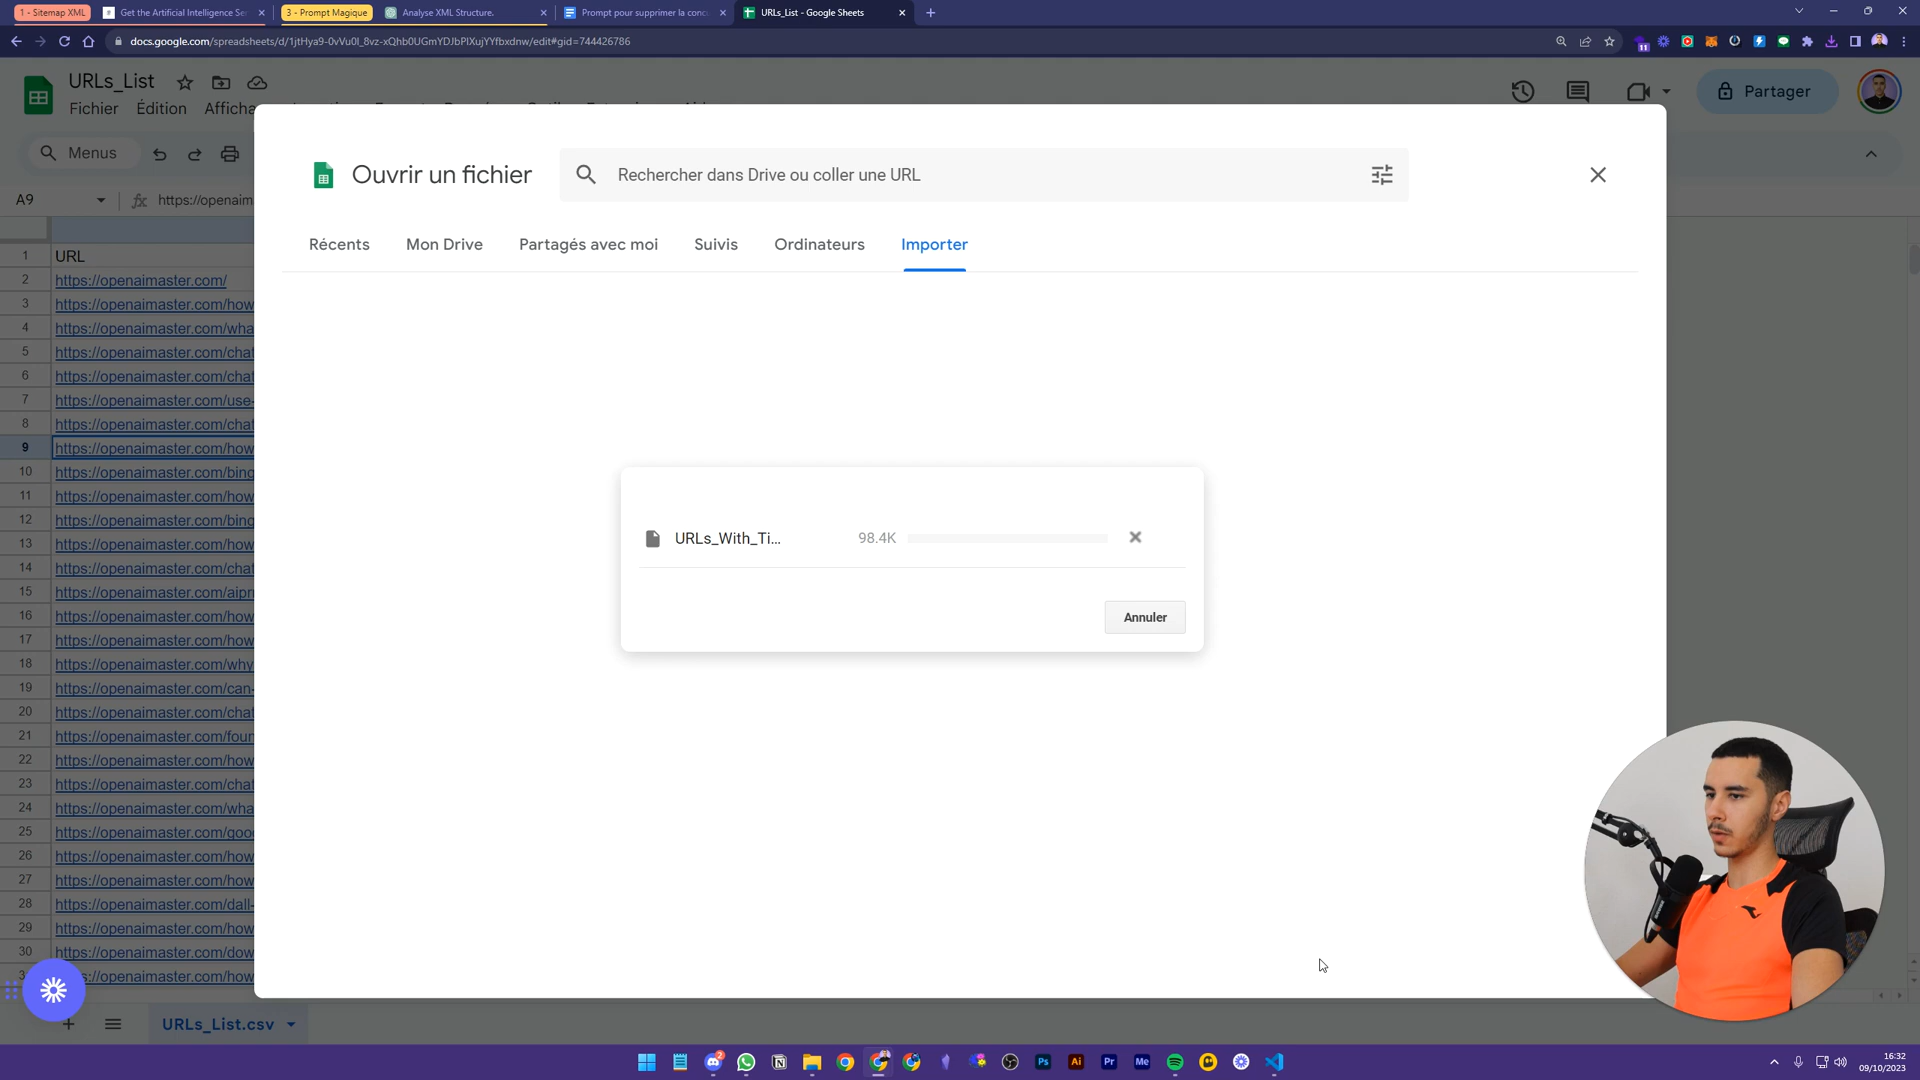 1 - Sitemap XML
Get the Artificial Intelligence Ser
3 - Prompt Magique
Analyse XML Structure.
Prompt pour supprimer la conc
URLs_List - Google Sheets
docs.google.com/spreadsheets/d/1jtHya9-0vVu0I_8vz-xQhb0UGmYDJbPIXujYYfbxdnw/edit#gid=744426786
11
URLs_List
Fichier Édition Afficha
Partager
Menus
A9
https://openaim
Ouvrir un fichier
Rechercher dans Drive ou coller une URL
Récents
Mon Drive
Partagés avec moi
Suivis
Ordinateurs
Importer
1 URL
2 https://openaimaster.com/
3 https://openaimaster.com/how
4 https://openaimaster.com/wha
5 https://openaimaster.com/chat
6 https://openaimaster.com/chat
7 https://openaimaster.com/use-
8 https://openaimaster.com/chat
9 https://openaimaster.com/how
10 https://openaimaster.com/bing
11 https://openaimaster.com/how
12 https://openaimaster.com/bing
13 https://openaimaster.com/how
14 https://openaimaster.com/chat
15 https://openaimaster.com/aipr
16 https://openaimaster.com/how
17 https://openaimaster.com/how
18 https://openaimaster.com/why
19 https://openaimaster.com/can-
20 https://openaimaster.com/chat
21 https://openaimaster.com/four
22 https://openaimaster.com/how
23 https://openaimaster.com/chat
24 https://openaimaster.com/wha
25 https://openaimaster.com/goo
26 https://openaimaster.com/how
27 https://openaimaster.com/how
28 https://openaimaster.com/dall-
29 https://openaimaster.com/how
30 https://openaimaster.com/dow
3 s://openaimaster.com/how
URLs_With_Ti...
98.4K
Annuler
URLs_List.csv
2
Ps
Ai
Pr
Me
16:32
09/10/2023